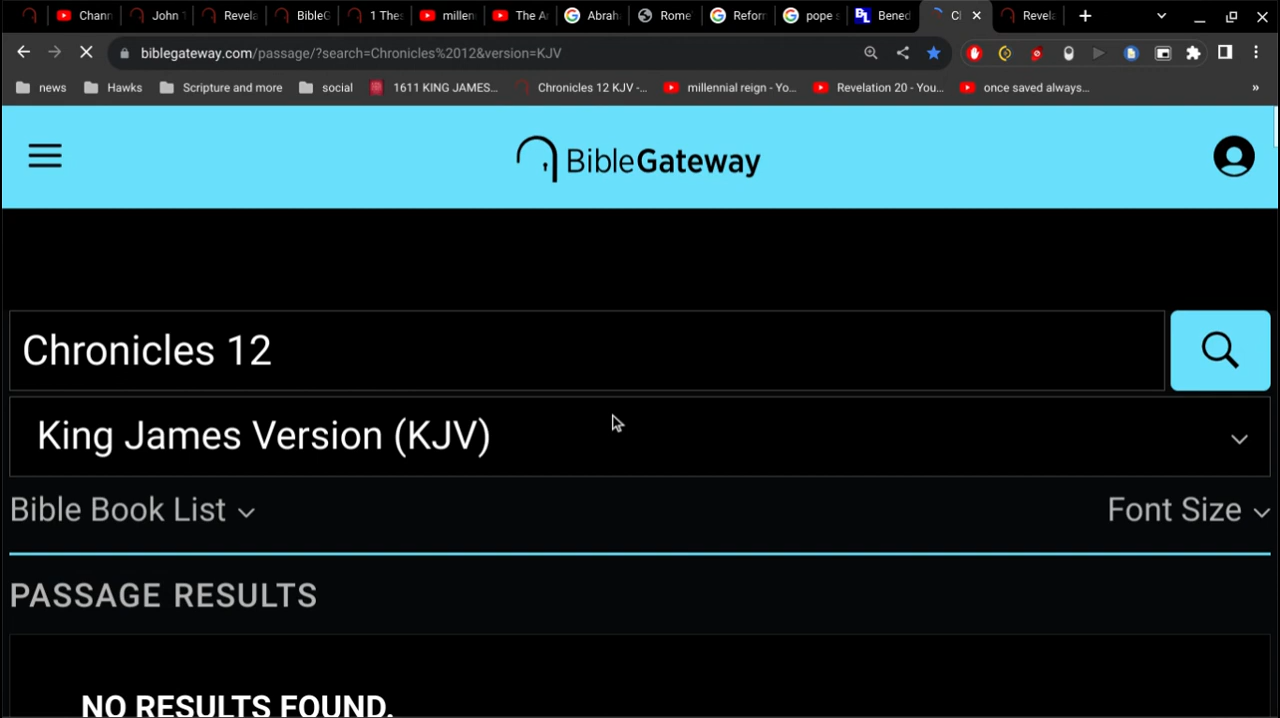 Chann
John 1
Revela
BibleG
1 Thes
millen
The A
Abrah
Rome'
Reforn
pope s
BL Bened
Revela
biblegateway.com/passage/?search=Chronicles%2012&version=KJV
news
Hawks
Scripture and more
social
1611 KING JAMES...
Chronicles 12 KJV -...
millennial reign - Yo...
Revelation 20 - You...
once saved always...
»
BibleGateway
Chronicles 12
King James Version (KJV)
Bible Book List
Font Size
PASSAGE RESULTS
NO RESULTS FOUND.